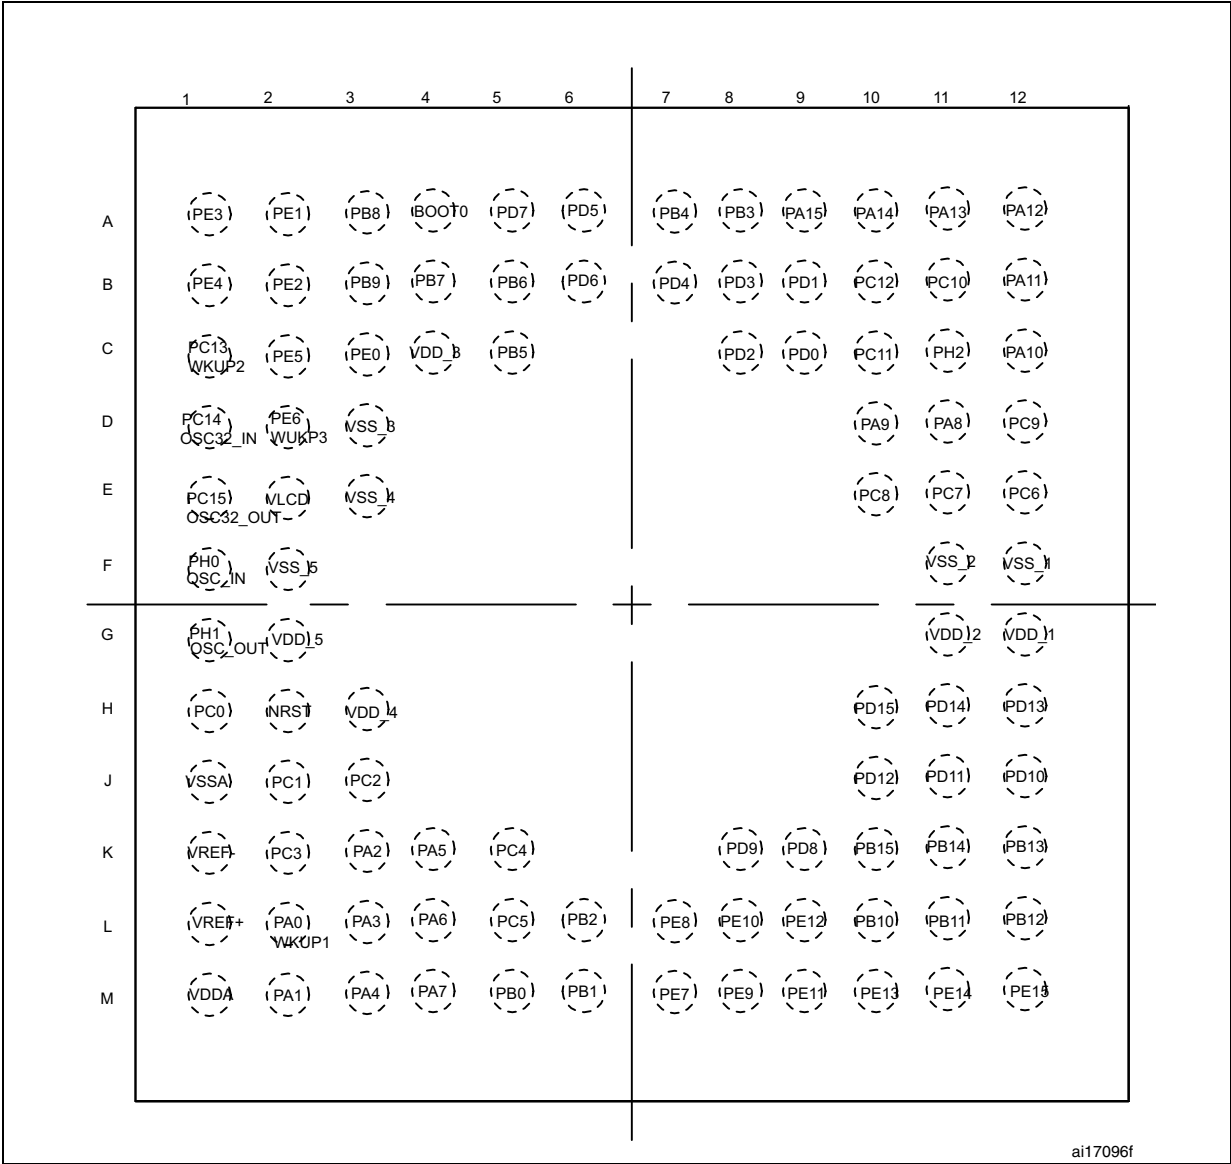 1 2 3 4 5 6 7 8 9 10 11 12
A PE3 PE1 PB8 BOOT0 PD7 PD5 PB4 PB3 PA15 PA14 PA13 PA12
B PE4 PE2 PB9 PB7 PB6 PD6 PD4 PD3 PD1 PC12 PC10 PA11
C PC13 PE5 PE0 VDD_3 PB5 PD2 PD0 PC11 PH2 PA10
WKUP2
D PC14 PE6 VSS_3 PA9 PA8 PC9
OSC32_IN WUKP3
E PC15 VLCD VSS_4 PC8 PC7 PC6
OSC32_OUT
F PH0 VSS_5 VSS_2 VSS_1
OSC_IN
G PH1 VDD_5 VDD_2 VDD_1
OSC_OUT
H PC0 NRST VDD_4 PD15 PD14 PD13
J VSSA PC1 PC2 PD12 PD11 PD10
K VREF- PC3 PA2 PA5 PC4 PD9 PD8 PB15 PB14 PB13
L VREF+ PA0 PA3 PA6 PC5 PB2 PE8 PE10 PE12 PB10 PB11 PB12
WKUP1
M VDDA PA1 PA4 PA7 PB0 PB1 PE7 PE9 PE11 PE13 PE14 PE15
ai17096f